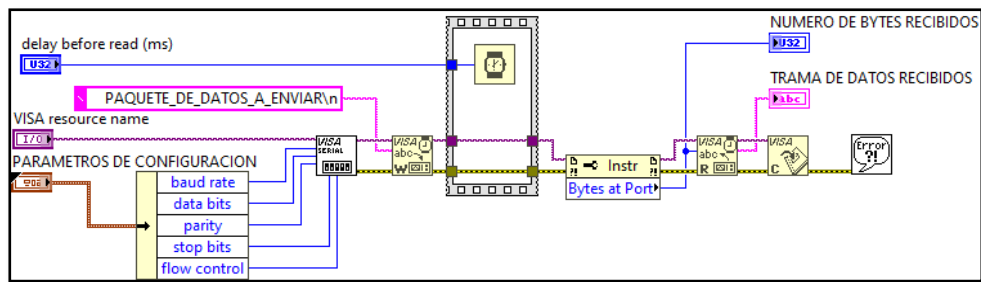 delay before read (ms)
U32
PAQUETE_DE_DATOS_A_ENVIAR\n
VISA resource name
I/O
PARAMETROS DE CONFIGURACION
baud rate
data bits
parity
stop bits
flow control
VISA
SERIAL
VISA
abc
W
Instr
Bytes at Port
VISA
abc
R
VISA
C
Error
?!
NUMERO DE BYTES RECIBIDOS
U32
TRAMA DE DATOS RECIBIDOS
abc